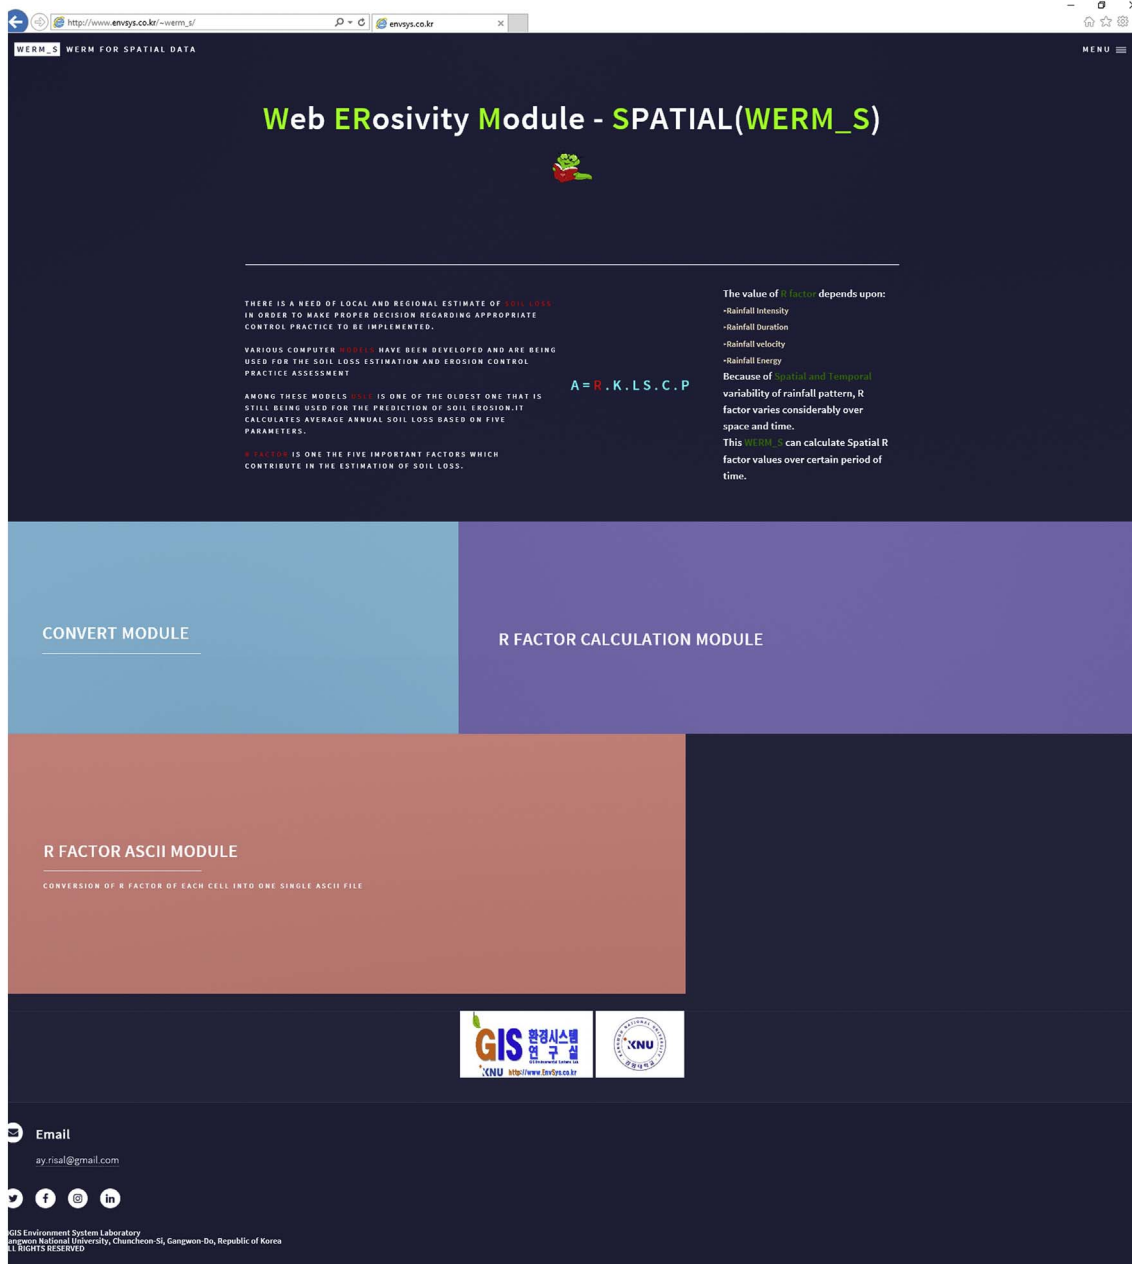 http://www.envsys.co.kr/~werm_s/
envsys.co.kr
WERM_S WERM FOR SPATIAL DATA
MENU
Web ERosivity Module - SPATIAL(WERM_S)
THERE IS A NEED OF LOCAL AND REGIONAL ESTIMATE OF SOIL LOSS
IN ORDER TO MAKE PROPER DECISION REGARDING APPROPRIATE
CONTROL PRACTICE TO BE IMPLEMENTED.
VARIOUS COMPUTER MODELS HAVE BEEN DEVELOPED AND ARE BEING
USED FOR THE SOIL LOSS ESTIMATION AND EROSION CONTROL
PRACTICE ASSESSMENT
AMONG THESE MODELS USLE IS ONE OF THE OLDEST ONE THAT IS
STILL BEING USED FOR THE PREDICTION OF SOIL EROSION.IT
CALCULATES AVERAGE ANNUAL SOIL LOSS BASED ON FIVE
PARAMETERS.
R FACTOR IS ONE THE FIVE IMPORTANT FACTORS WHICH
CONTRIBUTE IN THE ESTIMATION OF SOIL LOSS.
A=R.K.LS.C.P
The value of R factor depends upon:
•Rainfall Intensity
•Rainfall Duration
•Rainfall velocity
•Rainfall Energy
Because of Spatial and Temporal
variability of rainfall pattern, R
factor varies considerably over
space and time.
This WERM_S can calculate Spatial R
factor values over certain period of
time.
CONVERT MODULE
R FACTOR CALCULATION MODULE
R FACTOR ASCII MODULE
CONVERSION OF R FACTOR OF EACH CELL INTO ONE SINGLE ASCII FILE
GIS 환경시스템
연구실
KNU http://www.EnvSys.co.kr
KNU
Email
ay.risal@gmail.com
GIS Environment System Laboratory
angwon National University, Chuncheon-Si, Gangwon-Do, Republic of Korea
LL RIGHTS RESERVED